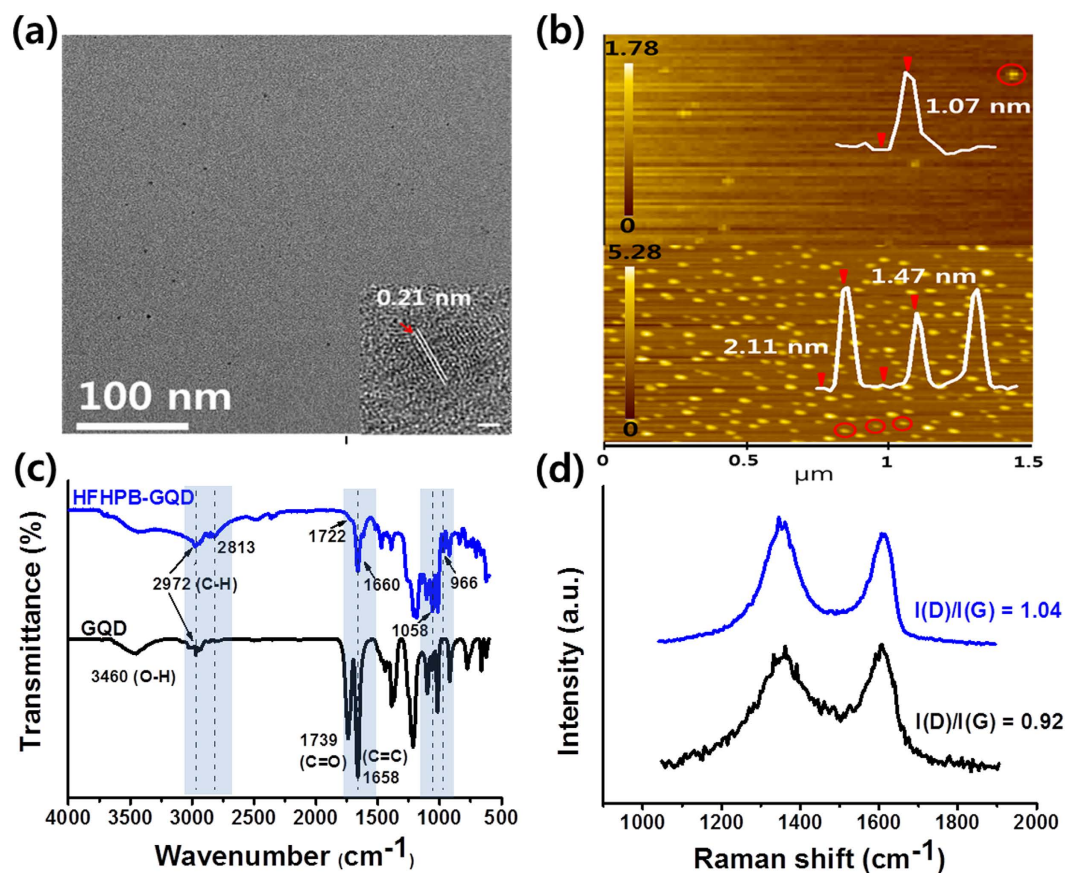 (a)
0.21 nm
100 nm
(b)
1.78
1.07 nm
0
5.28
1.47 nm
2.11 nm
0
0 0.5 µm 1 1.5
(c)
HFHPB-GQD
1722
2813
2972 (C-H)
1660
966
1058
GQD
3460 (O-H)
1739
(C=O)
(C=C)
1658
Transmittance (%)
4000 3500 3000 2500 2000 1500 1000 500
Wavenumber (cm⁻¹)
(d)
I(D)/I(G) = 1.04
I(D)/I(G) = 0.92
Intensity (a.u.)
1000 1200 1400 1600 1800 2000
Raman shift (cm⁻¹)